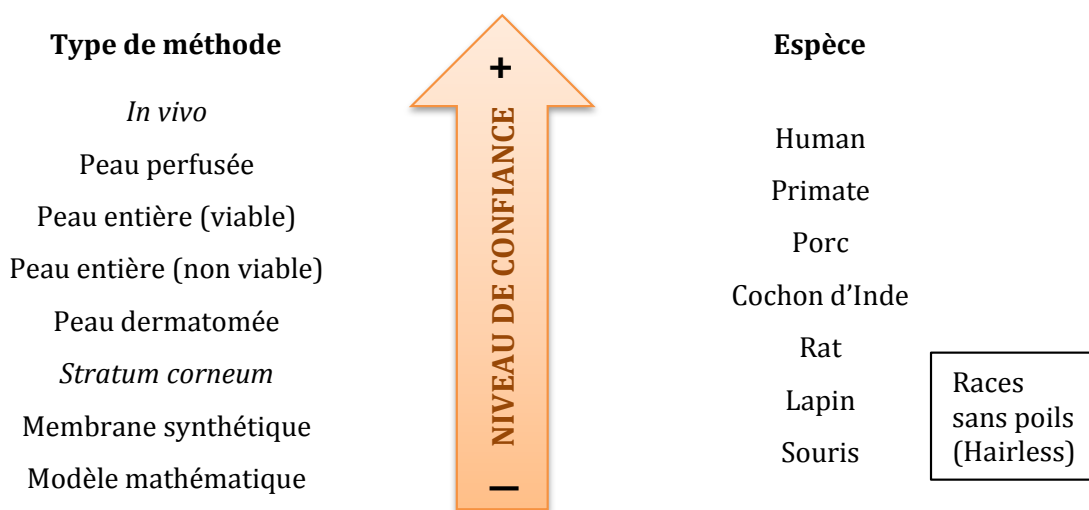 Type de méthode
In vivo
Peau perfusée
Peau entière (viable)
Peau entière (non viable)
Peau dermatomée
Stratum corneum
Membrane synthétique
Modèle mathématique
+
NIVEAU DE CONFIANCE
–
Espèce
Human
Primate
Porc
Cochon d’Inde
Rat
Lapin
Souris
Races
sans poils
(Hairless)